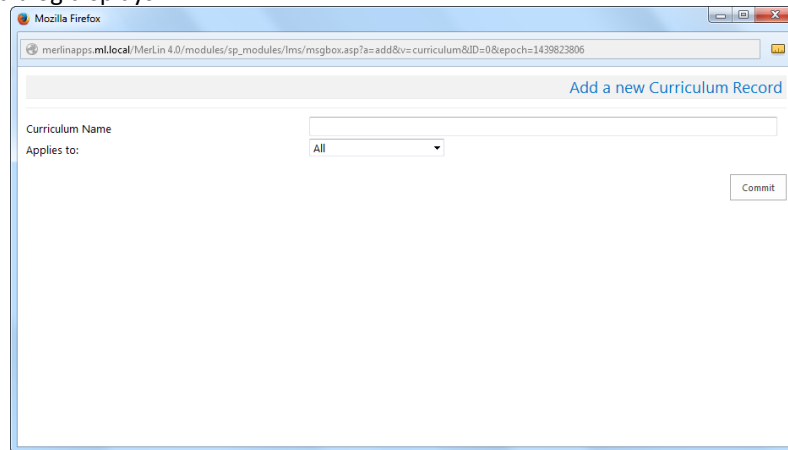 Mozilla Firefox
merlinapps.ml.local/MerLin 4.0/modules/sp_modules/lms/msgbox.asp?a=add&v=curriculum&ID=0&epoch=1439823806
Add a new Curriculum Record
Curriculum Name
Applies to:
All
Commit